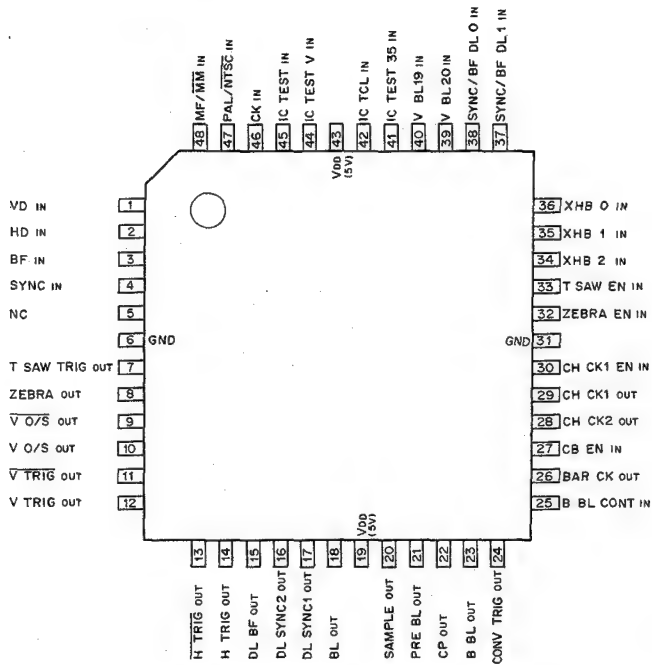 48 MF/MM IN
47 PAL/NTSC IN
46 CK IN
45 IC TEST IN
44 IC TEST V IN
43 VDD (5V)
42 IC TCL IN
41 IC TEST 35 IN
40 V BL19 IN
39 V BL20 IN
38 SYNC/BF DL 0 IN
37 SYNC/BF DL 1 IN
VD IN 1
HD IN 2
BF IN 3
SYNC IN 4
NC 5
6 GND
T SAW TRIG OUT 7
ZEBRA OUT 8
V O/S OUT 9
V O/S OUT 10
V TRIG OUT 11
V TRIG OUT 12
36 XHB 0 IN
35 XHB 1 IN
34 XHB 2 IN
33 T SAW EN IN
32 ZEBRA EN IN
GND 31
30 CH CK1 EN IN
29 CH CK1 OUT
28 CH CK2 OUT
27 CB EN IN
26 BAR CK OUT
25 B BL CONT IN
13 H TRIG OUT
14 H TRIG OUT
15 DL BF OUT
16 DL SYNC2 OUT
17 DL SYNC1 OUT
18 BL OUT
VDD (5V) 19
20 SAMPLE OUT
21 PRE BL OUT
22 CP OUT
23 B BL OUT
24 CONV TRIG OUT